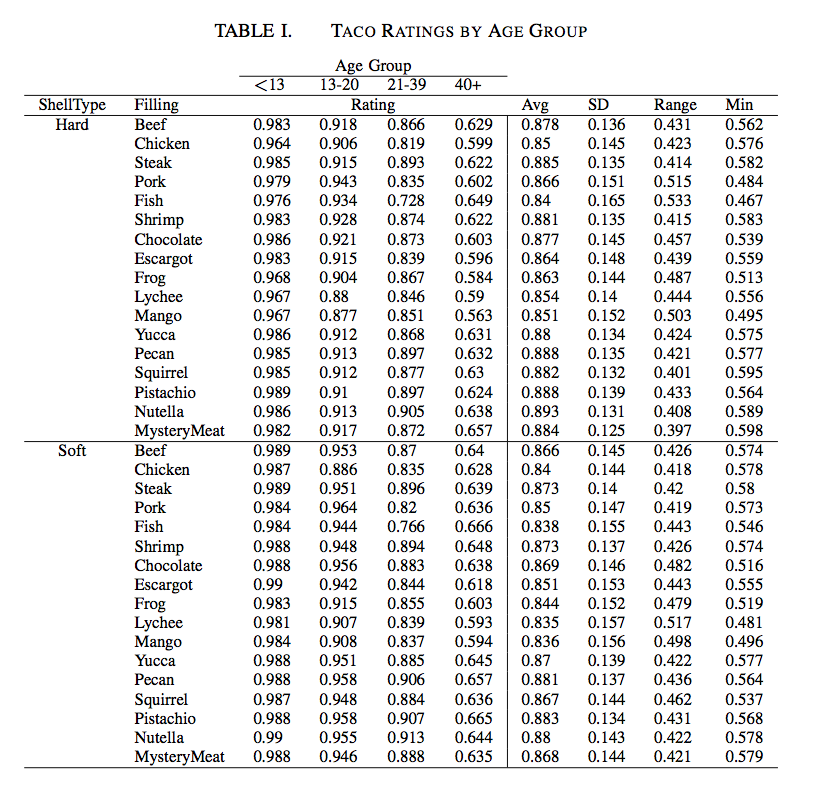 TABLE I. TACO RATINGS BY AGE GROUP
Age Group
<13 13-20 21-39 40+
ShellType Filling Rating Avg SD Range Min
Hard Beef 0.983 0.918 0.866 0.629 0.878 0.136 0.431 0.562
Chicken 0.964 0.906 0.819 0.599 0.85 0.145 0.423 0.576
Steak 0.985 0.915 0.893 0.622 0.885 0.135 0.414 0.582
Pork 0.979 0.943 0.835 0.602 0.866 0.151 0.515 0.484
Fish 0.976 0.934 0.728 0.649 0.84 0.165 0.533 0.467
Shrimp 0.983 0.928 0.874 0.622 0.881 0.135 0.415 0.583
Chocolate 0.986 0.921 0.873 0.603 0.877 0.145 0.457 0.539
Escargot 0.983 0.915 0.839 0.596 0.864 0.148 0.439 0.559
Frog 0.968 0.904 0.867 0.584 0.863 0.144 0.487 0.513
Lychee 0.967 0.88 0.846 0.59 0.854 0.14 0.444 0.556
Mango 0.967 0.877 0.851 0.563 0.851 0.152 0.503 0.495
Yucca 0.986 0.912 0.868 0.631 0.88 0.134 0.424 0.575
Pecan 0.985 0.913 0.897 0.632 0.888 0.135 0.421 0.577
Squirrel 0.985 0.912 0.877 0.63 0.882 0.132 0.401 0.595
Pistachio 0.989 0.91 0.897 0.624 0.888 0.139 0.433 0.564
Nutella 0.986 0.913 0.905 0.638 0.893 0.131 0.408 0.589
MysteryMeat 0.982 0.917 0.872 0.657 0.884 0.125 0.397 0.598
Soft Beef 0.989 0.953 0.87 0.64 0.866 0.145 0.426 0.574
Chicken 0.987 0.886 0.835 0.628 0.84 0.144 0.418 0.578
Steak 0.989 0.951 0.896 0.639 0.873 0.14 0.42 0.58
Pork 0.984 0.964 0.82 0.636 0.85 0.147 0.419 0.573
Fish 0.984 0.944 0.766 0.666 0.838 0.155 0.443 0.546
Shrimp 0.988 0.948 0.894 0.648 0.873 0.137 0.426 0.574
Chocolate 0.988 0.956 0.883 0.638 0.869 0.146 0.482 0.516
Escargot 0.99 0.942 0.844 0.618 0.851 0.153 0.443 0.555
Frog 0.983 0.915 0.855 0.603 0.844 0.152 0.479 0.519
Lychee 0.981 0.907 0.839 0.593 0.835 0.157 0.517 0.481
Mango 0.984 0.908 0.837 0.594 0.836 0.156 0.498 0.496
Yucca 0.988 0.951 0.885 0.645 0.87 0.139 0.422 0.577
Pecan 0.988 0.958 0.906 0.657 0.881 0.137 0.436 0.564
Squirrel 0.987 0.948 0.884 0.636 0.867 0.144 0.462 0.537
Pistachio 0.988 0.958 0.907 0.665 0.883 0.134 0.431 0.568
Nutella 0.99 0.955 0.913 0.644 0.88 0.143 0.422 0.578
MysteryMeat 0.988 0.946 0.888 0.635 0.868 0.144 0.421 0.579